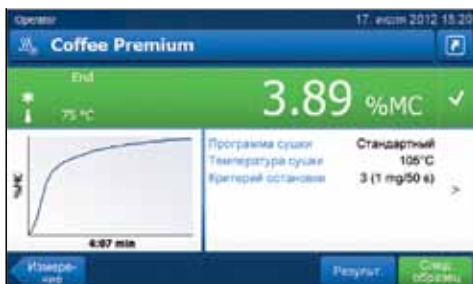 Operator
17. июля 2012 15:20
Coffee Premium
End
75 °C
3.89 %MC
Программа сушки Стандартный
Температура сушки 105°C
Критерий остановки 3 (1 mg/50 s)
%MC
4:07 min
Измере-
ние
Результ.
След.
образец